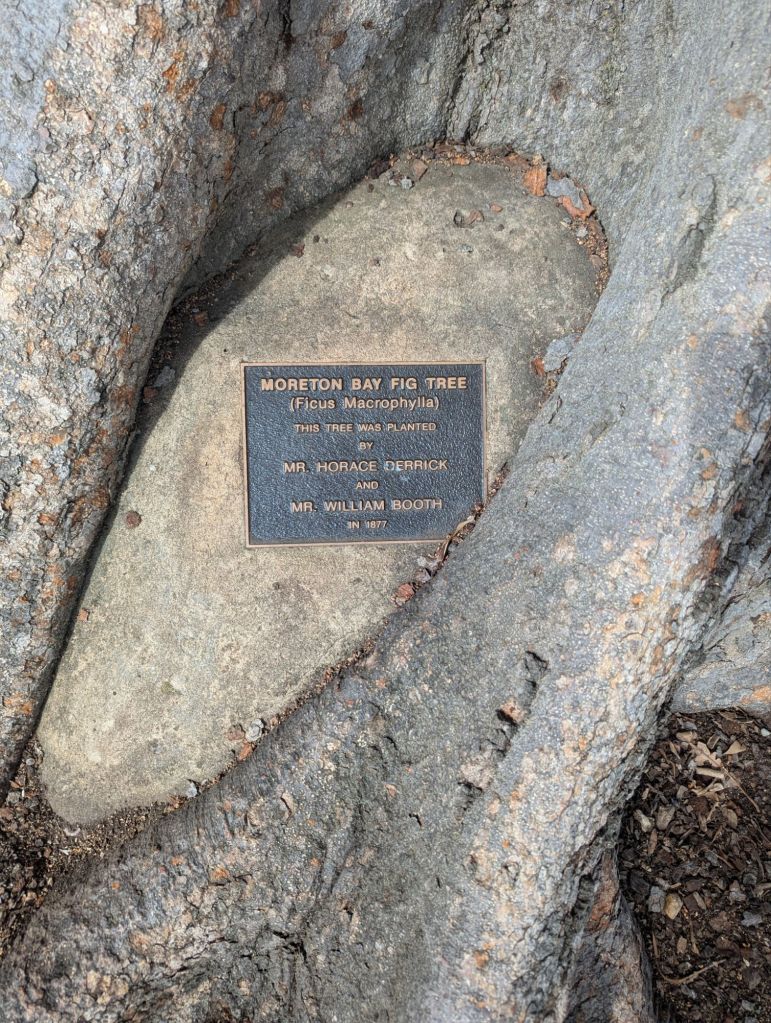 MORETON BAY FIG TREE
(Ficus Macrophylla)
THIS TREE WAS PLANTED
BY
MR. HORACE DERRICK
AND
MR. WILLIAM BOOTH
IN 1877